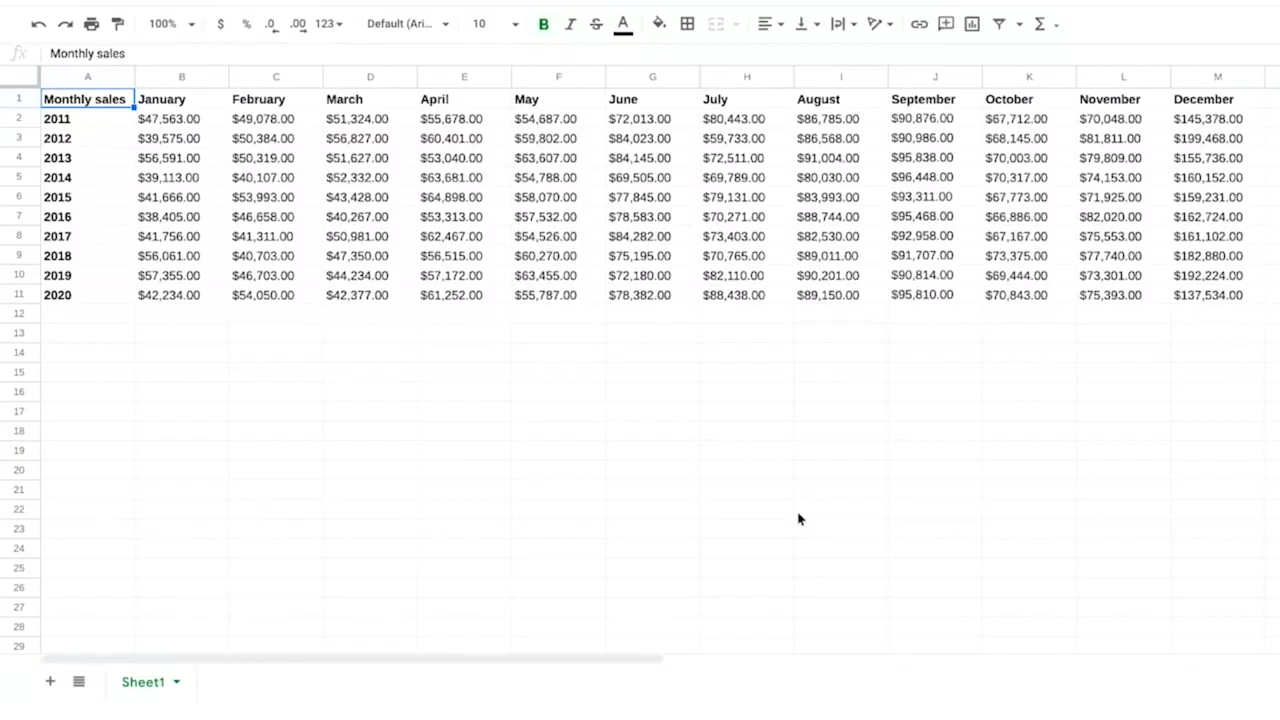 100% $ % .0 .00 123 Default (Ari... 10 B I S A
fx Monthly sales
A B C D E F G H I J K L M
1 Monthly sales January February March April May June July August September October November December
2 2011 $47,563.00 $49,078.00 $51,324.00 $55,678.00 $54,687.00 $72,013.00 $80,443.00 $86,785.00 $90,876.00 $67,712.00 $70,048.00 $145,378.00
3 2012 $39,575.00 $50,384.00 $56,827.00 $60,401.00 $59,802.00 $84,023.00 $59,733.00 $86,568.00 $90,986.00 $68,145.00 $81,811.00 $199,468.00
4 2013 $56,591.00 $50,319.00 $51,627.00 $53,040.00 $63,607.00 $84,145.00 $72,511.00 $91,004.00 $95,838.00 $70,003.00 $79,809.00 $155,736.00
5 2014 $39,113.00 $40,107.00 $52,332.00 $63,681.00 $54,788.00 $69,505.00 $69,789.00 $80,030.00 $96,448.00 $70,317.00 $74,153.00 $160,152.00
6 2015 $41,666.00 $53,993.00 $43,428.00 $64,898.00 $58,070.00 $77,845.00 $79,131.00 $83,993.00 $93,311.00 $67,773.00 $71,925.00 $159,231.00
7 2016 $38,405.00 $46,658.00 $40,267.00 $53,313.00 $57,532.00 $78,583.00 $70,271.00 $88,744.00 $95,468.00 $66,886.00 $82,020.00 $162,724.00
8 2017 $41,756.00 $41,311.00 $50,981.00 $62,467.00 $54,526.00 $84,282.00 $73,403.00 $82,530.00 $92,958.00 $67,167.00 $75,553.00 $161,102.00
9 2018 $56,061.00 $40,703.00 $47,350.00 $56,515.00 $60,270.00 $75,195.00 $70,765.00 $89,011.00 $91,707.00 $73,375.00 $77,740.00 $182,880.00
10 2019 $57,355.00 $46,703.00 $44,234.00 $57,172.00 $63,455.00 $72,180.00 $82,110.00 $90,201.00 $90,814.00 $69,444.00 $73,301.00 $192,224.00
11 2020 $42,234.00 $54,050.00 $42,377.00 $61,252.00 $55,787.00 $78,382.00 $88,438.00 $89,150.00 $95,810.00 $70,843.00 $75,393.00 $137,534.00
12
13
14
15
16
17
18
19
20
21
22
23
24
25
26
27
28
29
Sheet1